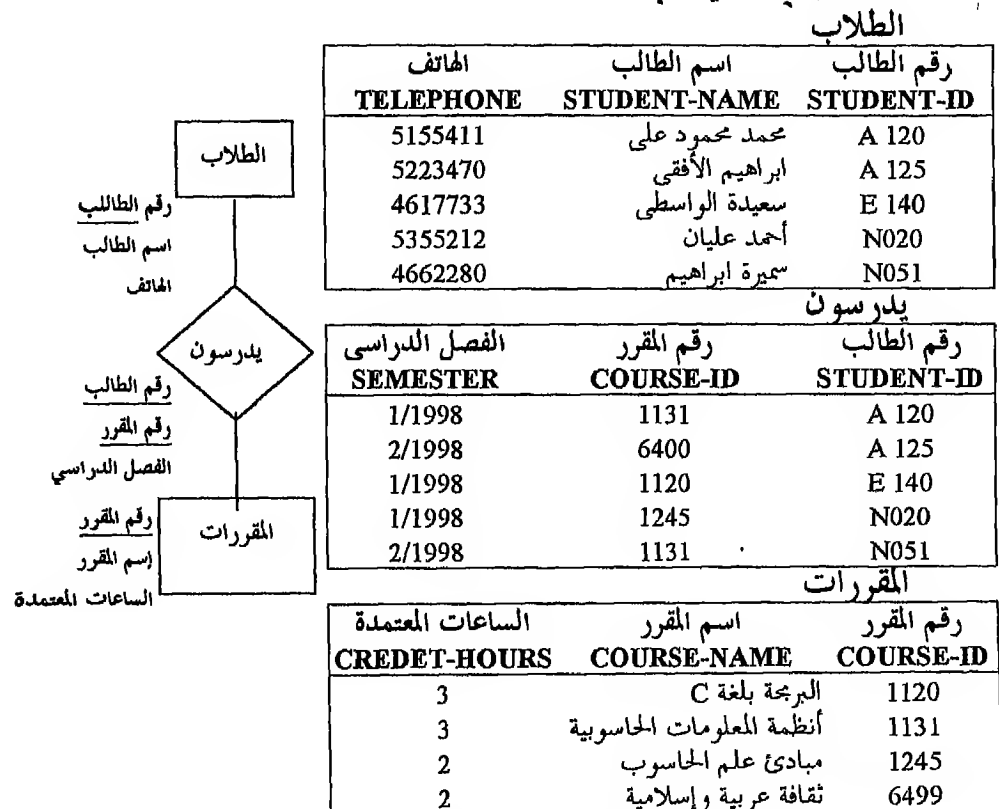 الطلاب
رقم الطالب اسم الطالب الهاتف
STUDENT-ID STUDENT-NAME TELEPHONE
A 120 محمد محمود على 5155411
A 125 ابراهيم الأفقى 5223470
E 140 سعيدة الواسطى 4617733
N020 أحمد عليان 5355212
N051 سميرة ابراهيم 4662280
يدرسون
رقم الطالب رقم المقرر الفصل الدراسى
STUDENT-ID COURSE-ID SEMESTER
A 120 1131 1/1998
A 125 6400 2/1998
E 140 1120 1/1998
N020 1245 1/1998
N051 1131 2/1998
المقررات
رقم المقرر اسم المقرر الساعات المعتمدة
COURSE-ID COURSE-NAME CREDET-HOURS
1120 البرمجة بلغة C 3
1131 أنظمة المعلومات الحاسوبية 3
1245 مبادئ علم الحاسوب 2
6499 ثقافة عربية وإسلامية 2
الطلاب
رقم الطاللب
اسم الطالب
الهاتف
يدرسون
رقم الطالب
رقم المقرر
الفصل الدراسي
المقررات
رقم المقرر
إسم المقرر
الساعات المعتمدة